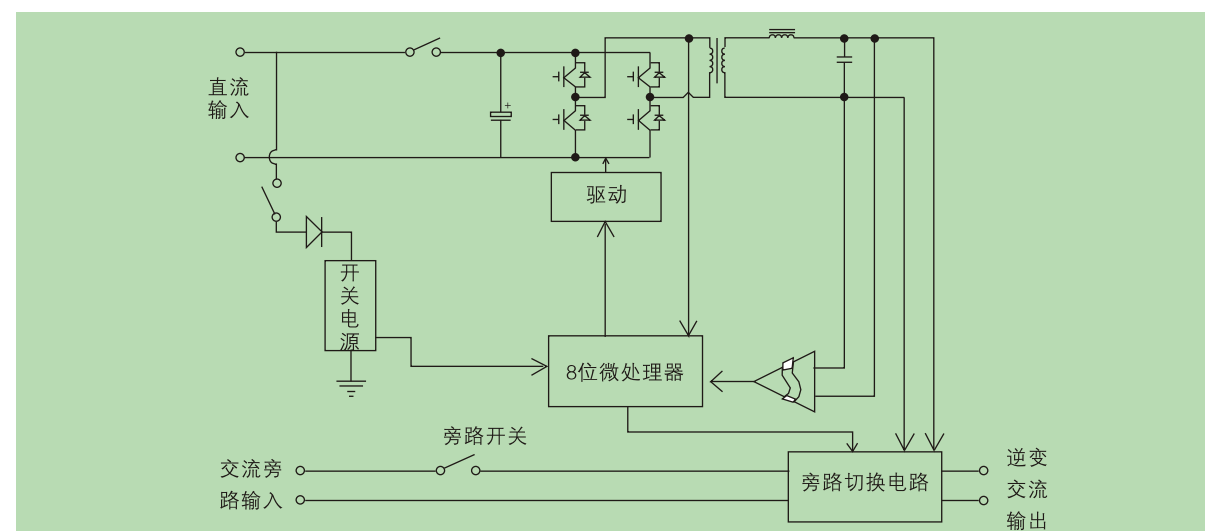 直流
输入
+
驱动
开
关
电
源
8位微处理器
旁路开关
交流旁
路输入
旁路切换电路
逆变
交流
输出